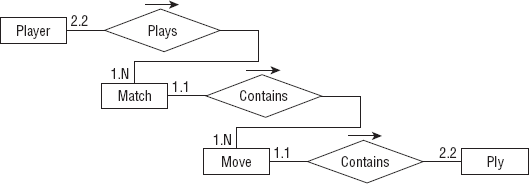 Player 2.2 Plays
1.N
Match 1.1 Contains
1.N
Move 1.1 Contains 2.2 Ply